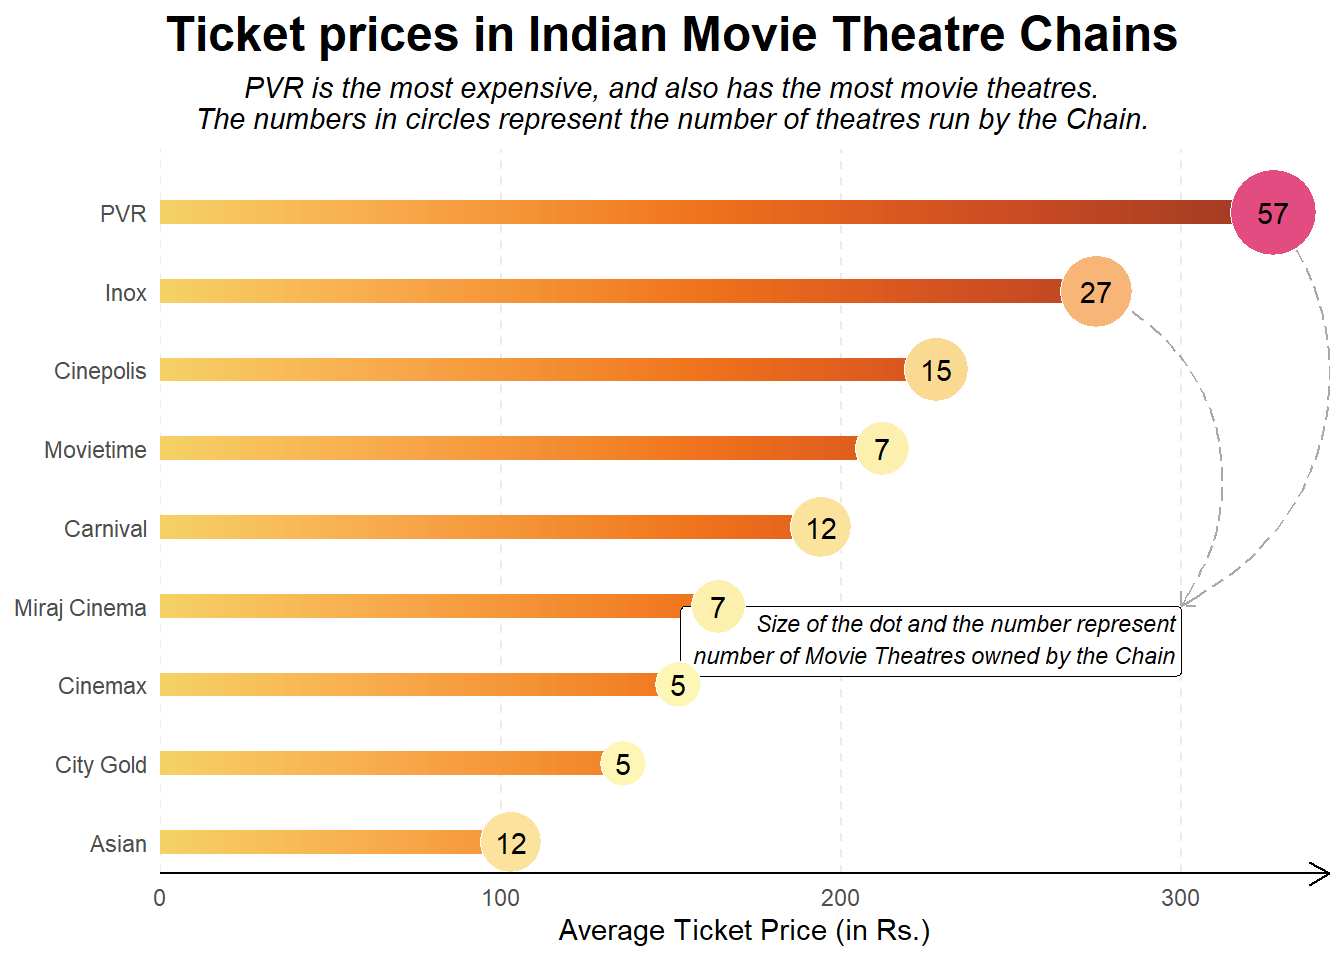 Ticket prices in Indian Movie Theatre Chains
PVR is the most expensive, and also has the most movie theatres.
The numbers in circles represent the number of theatres run by the Chain.
PVR
57
Inox
27
Cinepolis
15
Movietime
7
Carnival
12
Miraj Cinema
7
Size of the dot and the number represent
number of Movie Theatres owned by the Chain
Cinemax
5
City Gold
5
Asian
12
0
100
200
300
Average Ticket Price (in Rs.)